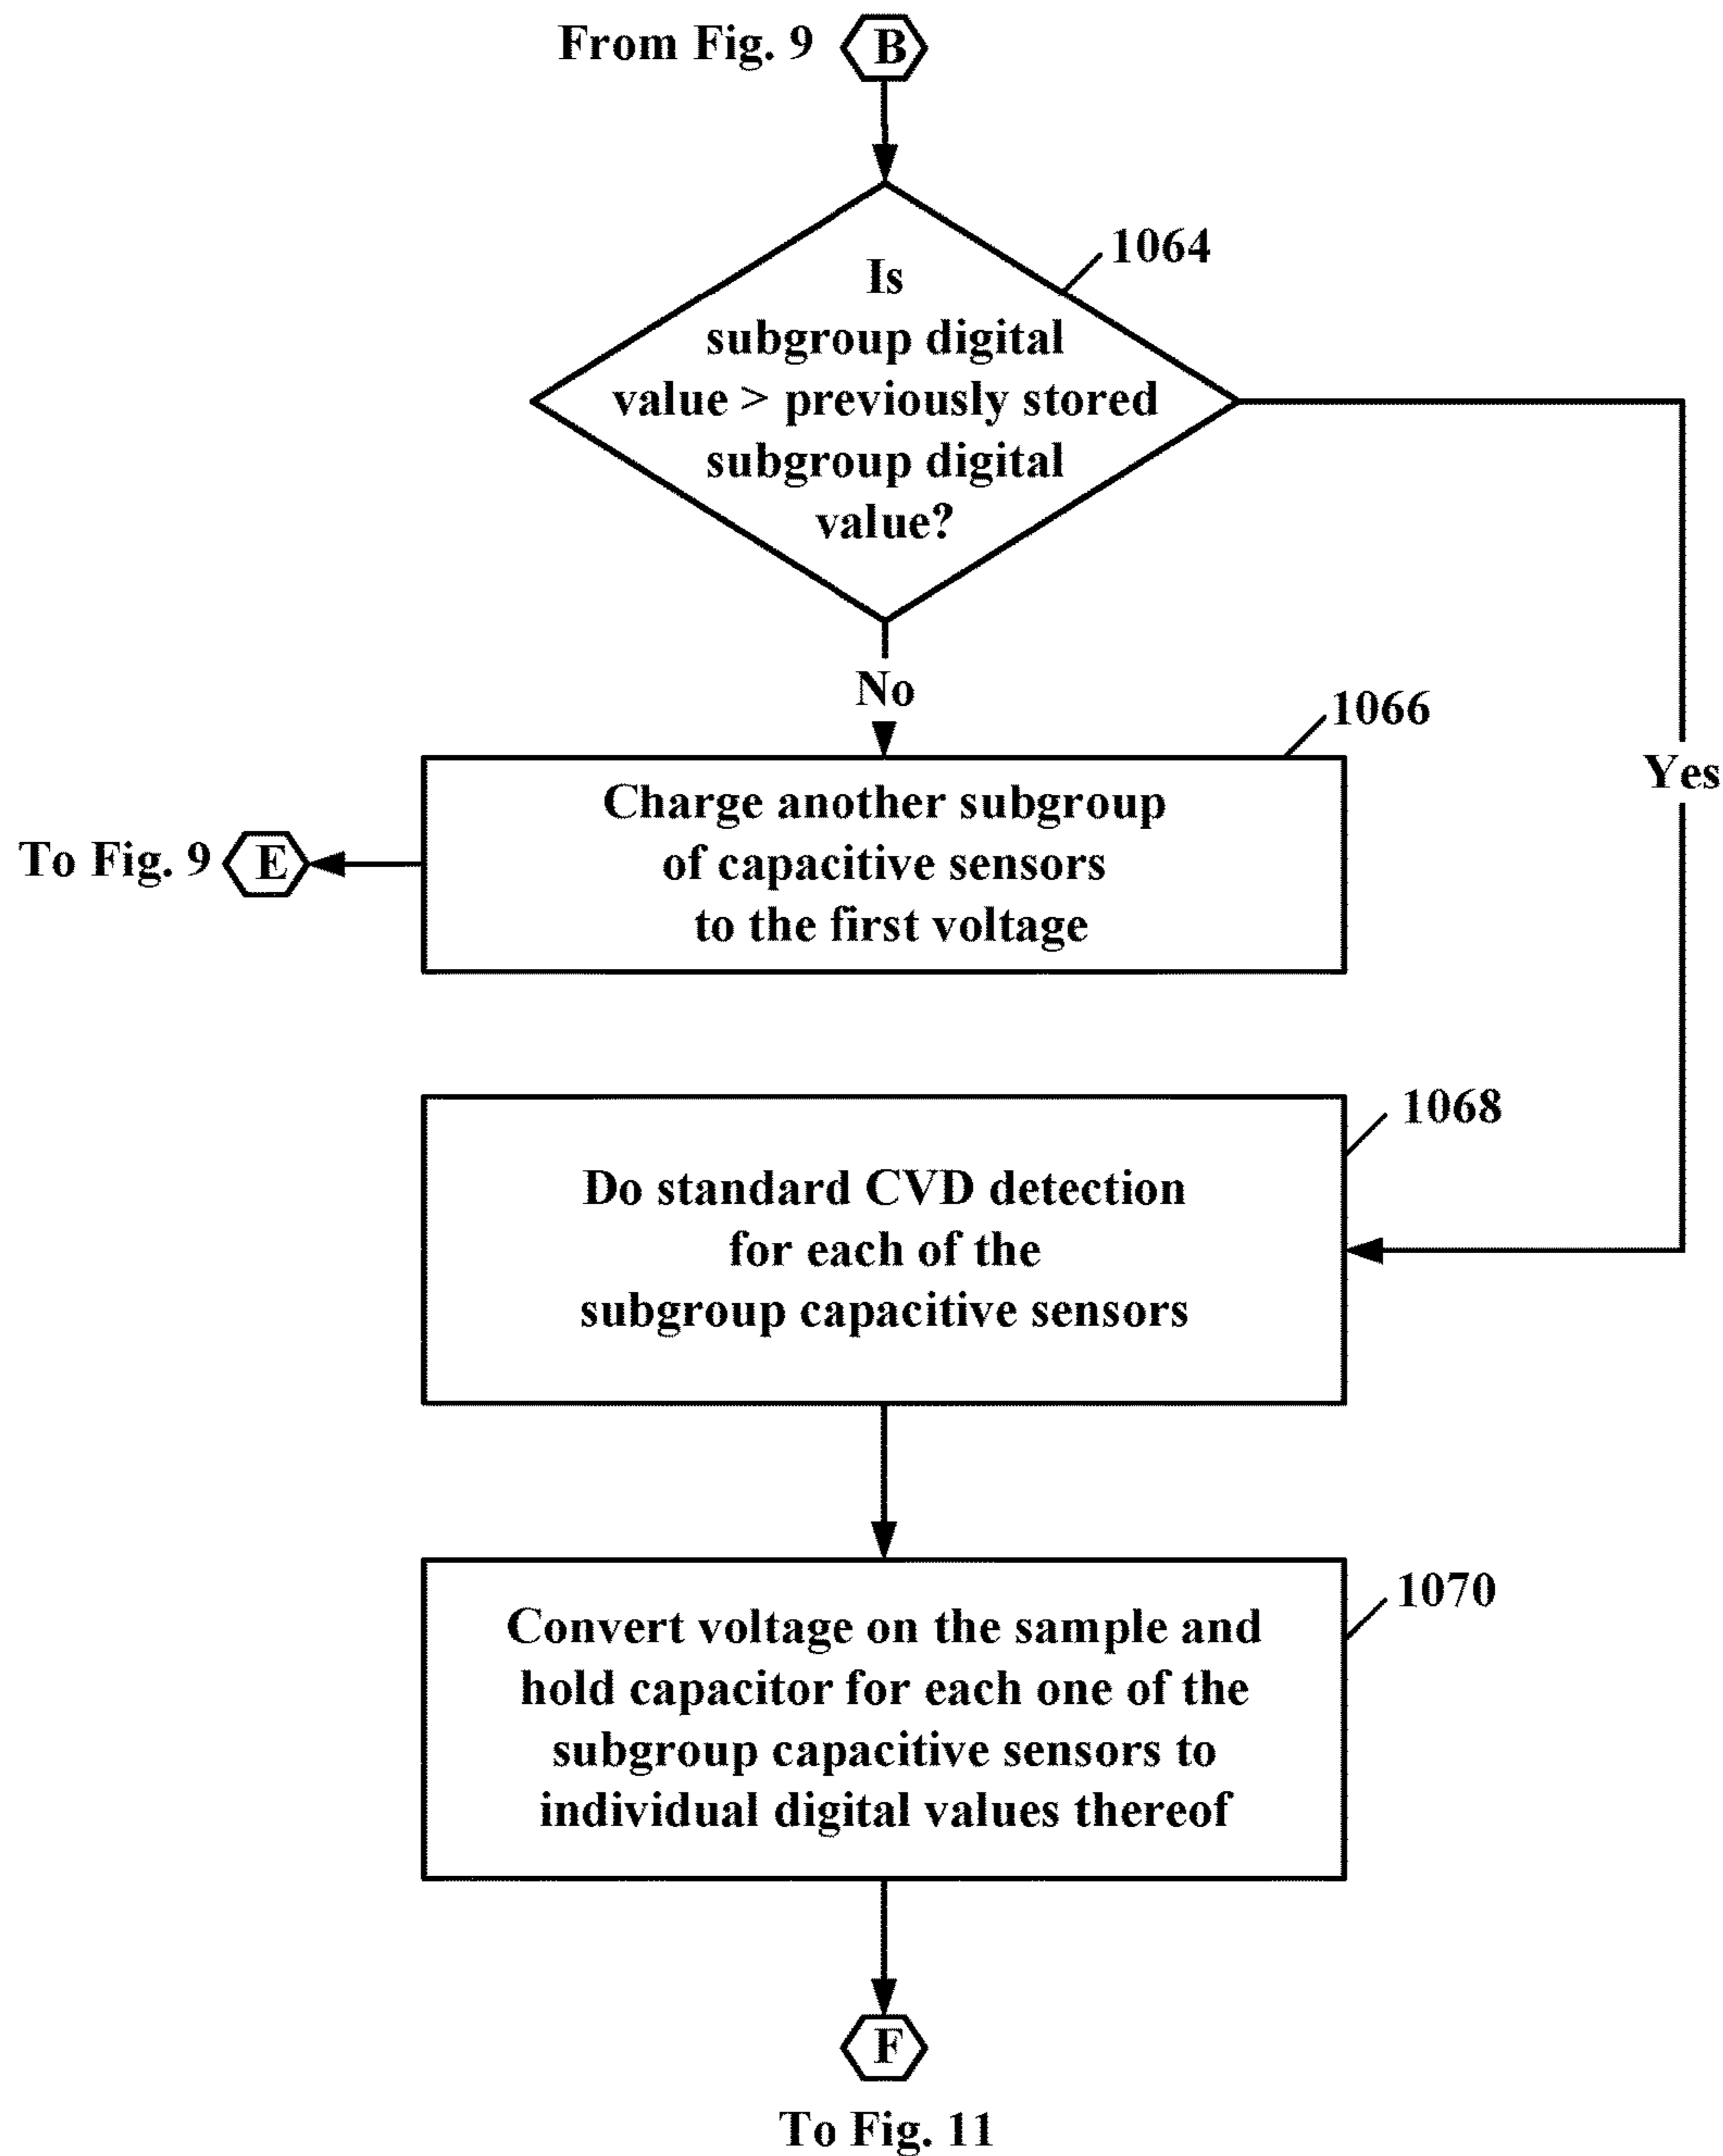 From Fig. 9 B
1064
Is
subgroup digital
value > previously stored
subgroup digital
value?
No
Yes
1066
Charge another subgroup
of capacitive sensors
to the first voltage
To Fig. 9 E
1068
Do standard CVD detection
for each of the
subgroup capacitive sensors
1070
Convert voltage on the sample and
hold capacitor for each one of the
subgroup capacitive sensors to
individual digital values thereof
F
To Fig. 11